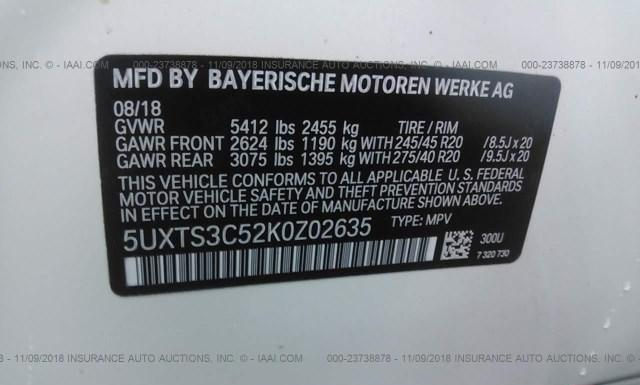 AUCTIONS, INC. - © IAAI.COM 000-23738878 - 11/09/2018 INSURANCE AUTO AUCTIONS, INC. - © IAAI.COM 000-23738878 - 11/09/2018
MFD BY BAYERISCHE MOTOREN WERKE AG
08/18
GVWR 5412 lbs 2455 kg TIRE / RIM
GAWR FRONT 2624 lbs 1190 kg WITH 245/45 R20 /8.5J x 20
GAWR REAR 3075 lbs 1395 kg WITH 275/40 R20 /9.5J x 20
THIS VEHICLE CONFORMS TO ALL APPLICABLE U. S. FEDERAL
MOTOR VEHICLE SAFETY AND THEFT PREVENTION STANDARDS
IN EFFECT ON THE DATE OF MANUFACTURE SHOWN ABOVE.
5UXTS3C52K0Z02635 TYPE: MPV
300U
7 320 730
000-23738878 - 11/09/2018 INSURANCE AUTO AUCTIONS, INC. - © IAAI.COM 000-23738878 - 11/09/2018 INSURANCE AUTO AUCTIONS, INC.